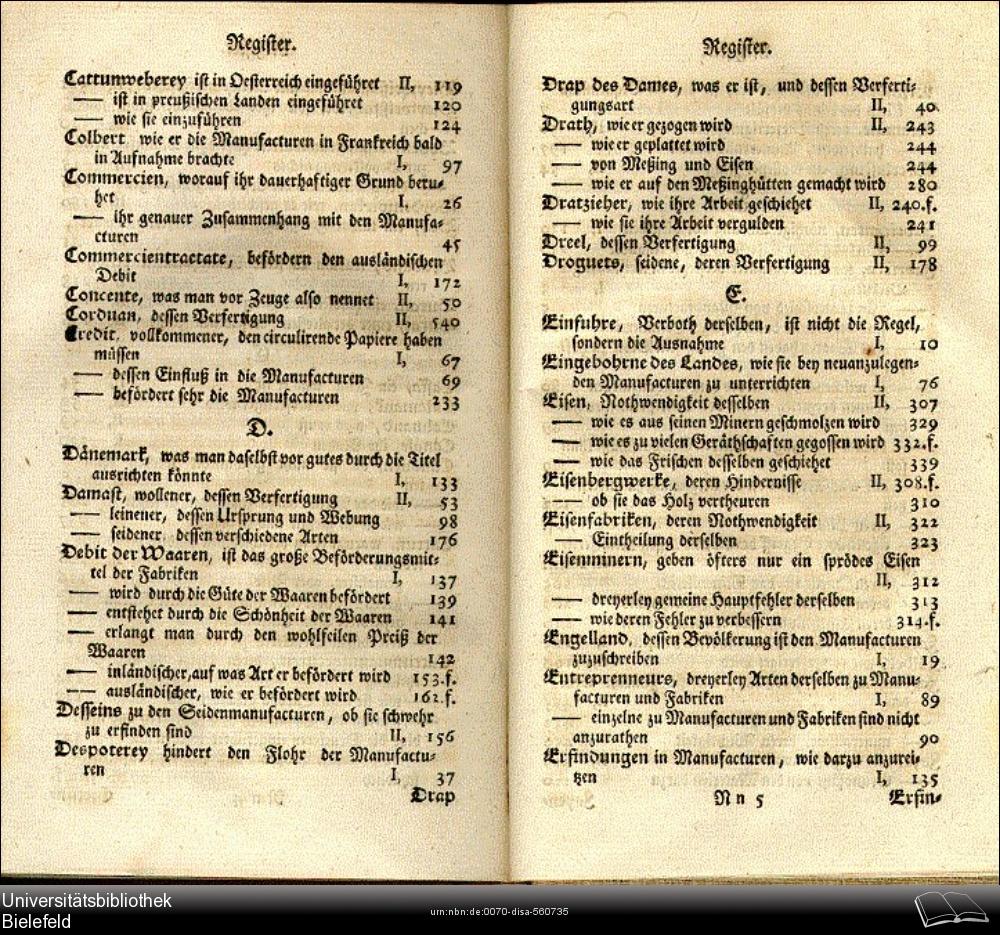 Register.
Cattunweberey ist in Oesterreich eingeführet II, 119
— ist in preußischen Landen eingeführet 120
— wie sie einzuführen 124
Colbert wie er die Manufacturen in Frankreich bald
in Aufnahme brachte I, 97
Commercien, worauf ihr dauerhaftiger Grund beru-
het I, 26
— ihr genauer Zusammenhang mit den Manufa-
cturen 45
Commercientractate, befördern den ausländischen
Debit I, 172
Concente, was man vor Zeuge also nennet II, 50
Corduan, dessen Verfertigung II, 540
Credit, vollkommener, den circulirende Papiere haben
müssen I, 67
— dessen Einfluß in die Manufacturen 69
— befördert sehr die Manufacturen 233
D.
Dänemark, was man daselbst vor gutes durch die Titel
ausrichten könnte I, 133
Damast, wollener, dessen Verfertigung II, 53
— leinener, dessen Ursprung und Webung 98
— seidener, dessen verschiedene Arten 176
Debit der Waaren, ist das große Beförderungsmit-
tel der Fabriken I, 137
— wird durch die Güte der Waaren befördert 139
— entstehet durch die Schönheit der Waaren 141
— erlangt man durch den wohlfeilen Preiß der
Waaren 142
— inländischer, auf was Art er befördert wird 153.f.
— ausländischer, wie er befördert wird 162.f.
Desseins zu den Seidenmanufacturen, ob sie schwehr
zu erfinden sind II, 156
Despoterey hindert den Flohr der Manufactu-
ren I, 37
Drap
Register.
Drap des Dames, was er ist, und dessen Verferti-
gungsart II, 40
Drath, wie er gezogen wird II, 243
— wie er geplattet wird 244
— von Meßing und Eisen 244
— wie er auf den Meßinghütten gemacht wird 280
Dratzieher, wie ihre Arbeit geschiehet II, 240.f.
— wie sie ihre Arbeit vergulden 241
Dreel, dessen Verfertigung II, 99
Droguets, seidene, deren Verfertigung II, 178
E.
Einfuhre, Verboth derselben, ist nicht die Regel,
sondern die Ausnahme I, 10
Eingebohrne des Landes, wie sie bey neuanzulegen-
den Manufacturen zu unterrichten I, 76
Eisen, Nothwendigkeit desselben II, 307
— wie es aus seinen Minern geschmolzen wird 329
— wie es zu vielen Geräthschaften gegossen wird 332.f.
— wie das Frischen desselben geschiehet 339
Eisenbergwerke, deren Hindernisse II, 308.f.
— ob sie das Holz vertheuren 310
Eisenfabriken, deren Nothwendigkeit II, 322
— Eintheilung derselben 323
Eisenminern, geben öfters nur ein sprödes Eisen
II, 312
— dreyerley gemeine Hauptfehler derselben 313
— wie deren Fehler zu verbessern 314.f.
Engelland, dessen Bevölkerung ist den Manufacturen
zuzuschreiben I, 19
Entrepreneurs, dreyerley Arten derselben zu Manu-
facturen und Fabriken I, 89
— einzelne zu Manufacturen und Fabriken sind nicht
anzurathen 90
Erfindungen in Manufacturen, wie darzu anzurei-
tzen I, 135
N n 5 Erfin-
Universitätsbibliothek
Bielefeld
urn:nbn:de:0070-disa-560735